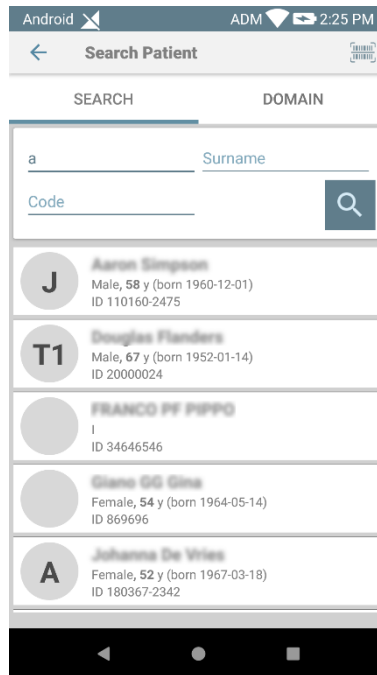 Android ADM 2:25 PM
Search Patient
SEARCH DOMAIN
a Surname
Code
J
Male, 58 y (born 1960-12-01)
ID 110160-2475
T1
Male, 67 y (born 1952-01-14)
ID 20000024
I
ID 34646546
Female, 54 y (born 1964-05-14)
ID 869696
A
Female, 52 y (born 1967-03-18)
ID 180367-2342